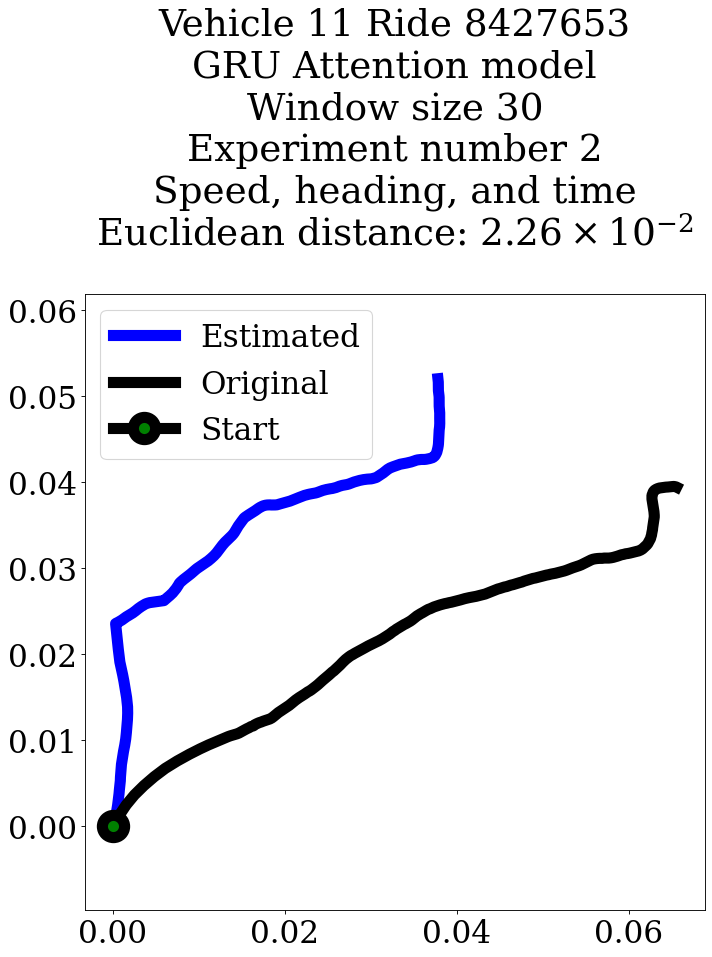 Vehicle 11 Ride 8427653
GRU Attention model
Window size 30
Experiment number 2
Speed, heading, and time
Euclidean distance: 2.26 × 10⁻²
0.06
0.05
0.04
0.03
0.02
0.01
0.00
Estimated
Original
Start
0.00 0.02 0.04 0.06